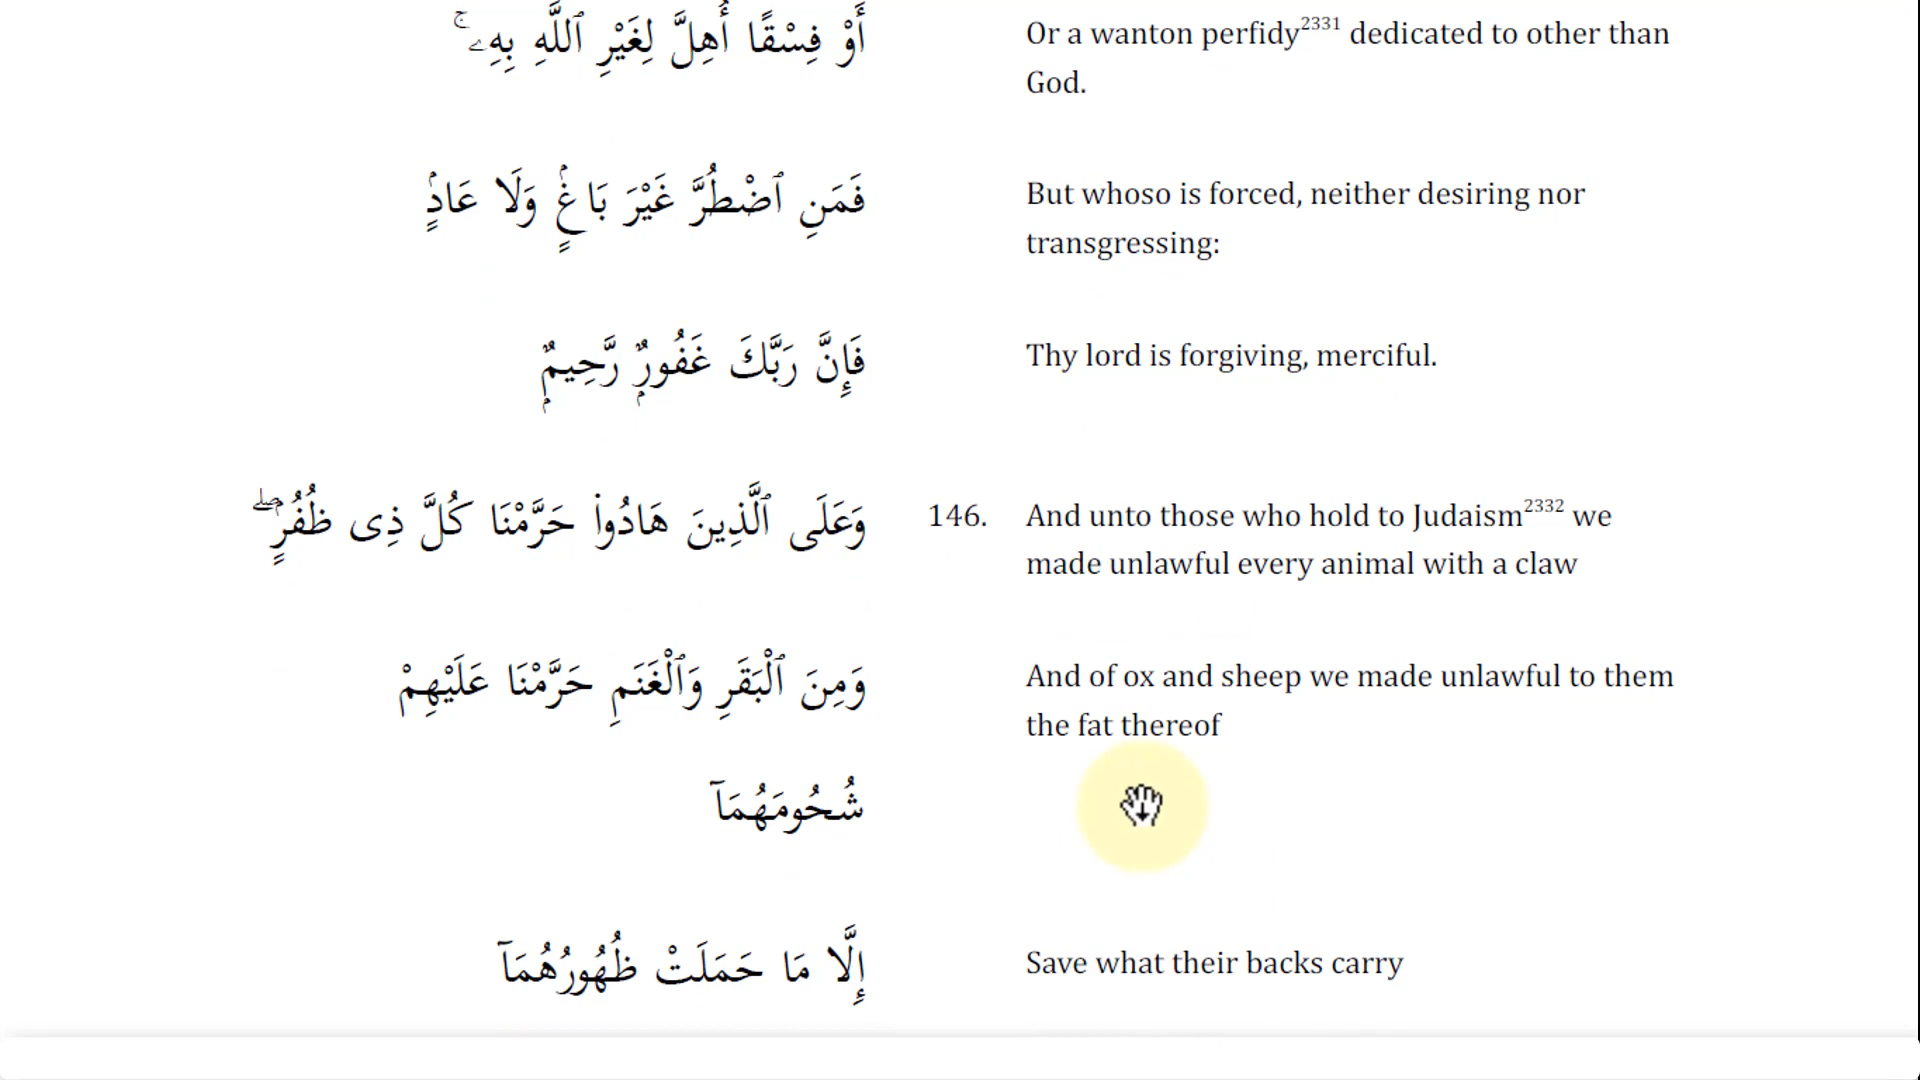 أَوْ فِسْقًا أُهِلَّ لِغَيْرِ ٱللَّهِ بِهِۦ ۚ
Or a wanton perfidy2331 dedicated to other than
God.
فَمَنِ ٱضْطُرَّ غَيْرَ بَاغٍۢ وَلَا عَادٍۢ
But whoso is forced, neither desiring nor
transgressing:
فَإِنَّ رَبَّكَ غَفُورٌۭ رَّحِيمٌۭ
Thy lord is forgiving, merciful.
وَعَلَى ٱلَّذِينَ هَادُوا۟ حَرَّمْنَا كُلَّ ذِى ظُفُرٍۢ ۖ
146. And unto those who hold to Judaism2332 we
made unlawful every animal with a claw
وَمِنَ ٱلْبَقَرِ وَٱلْغَنَمِ حَرَّمْنَا عَلَيْهِمْ
شُحُومَهُمَآ
And of ox and sheep we made unlawful to them
the fat thereof
إِلَّا مَا حَمَلَتْ ظُهُورُهُمَآ
Save what their backs carry